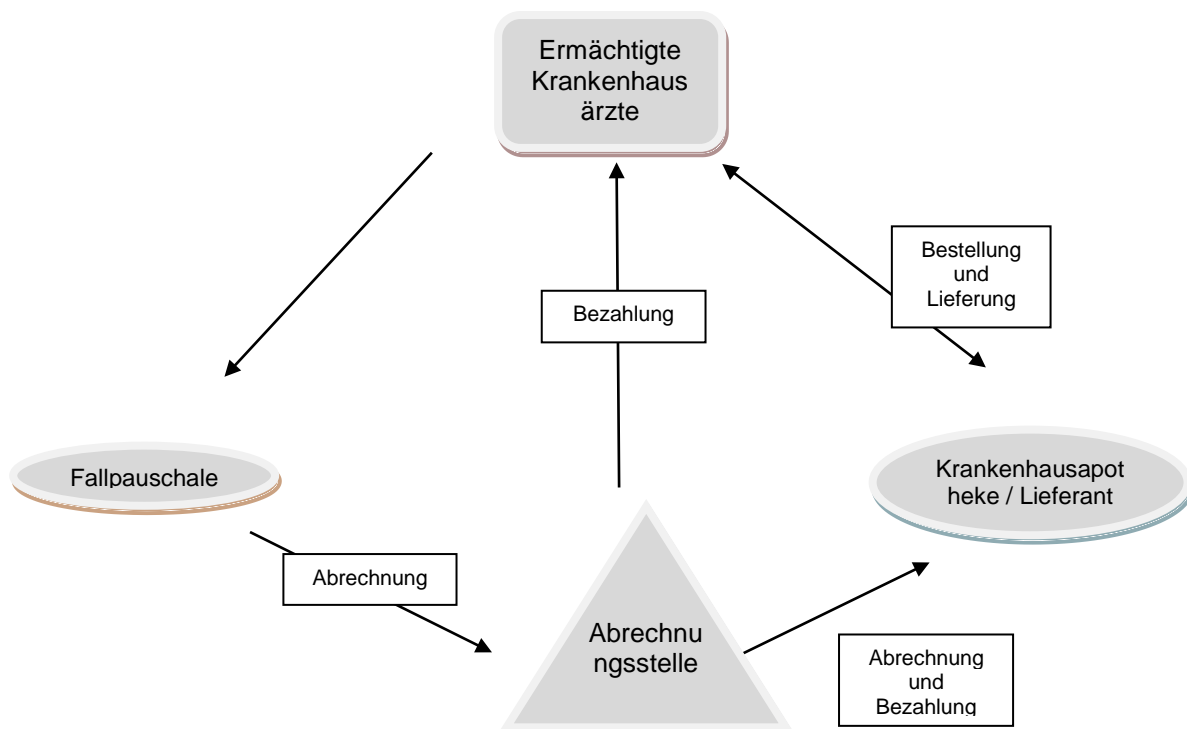 Ermächtigte
Krankenhaus
ärzte
Bestellung
und
Lieferung
Bezahlung
Fallpauschale
Krankenhausapot
heke / Lieferant
Abrechnung
Abrechnu
ngsstelle
Abrechnung
und
Bezahlung